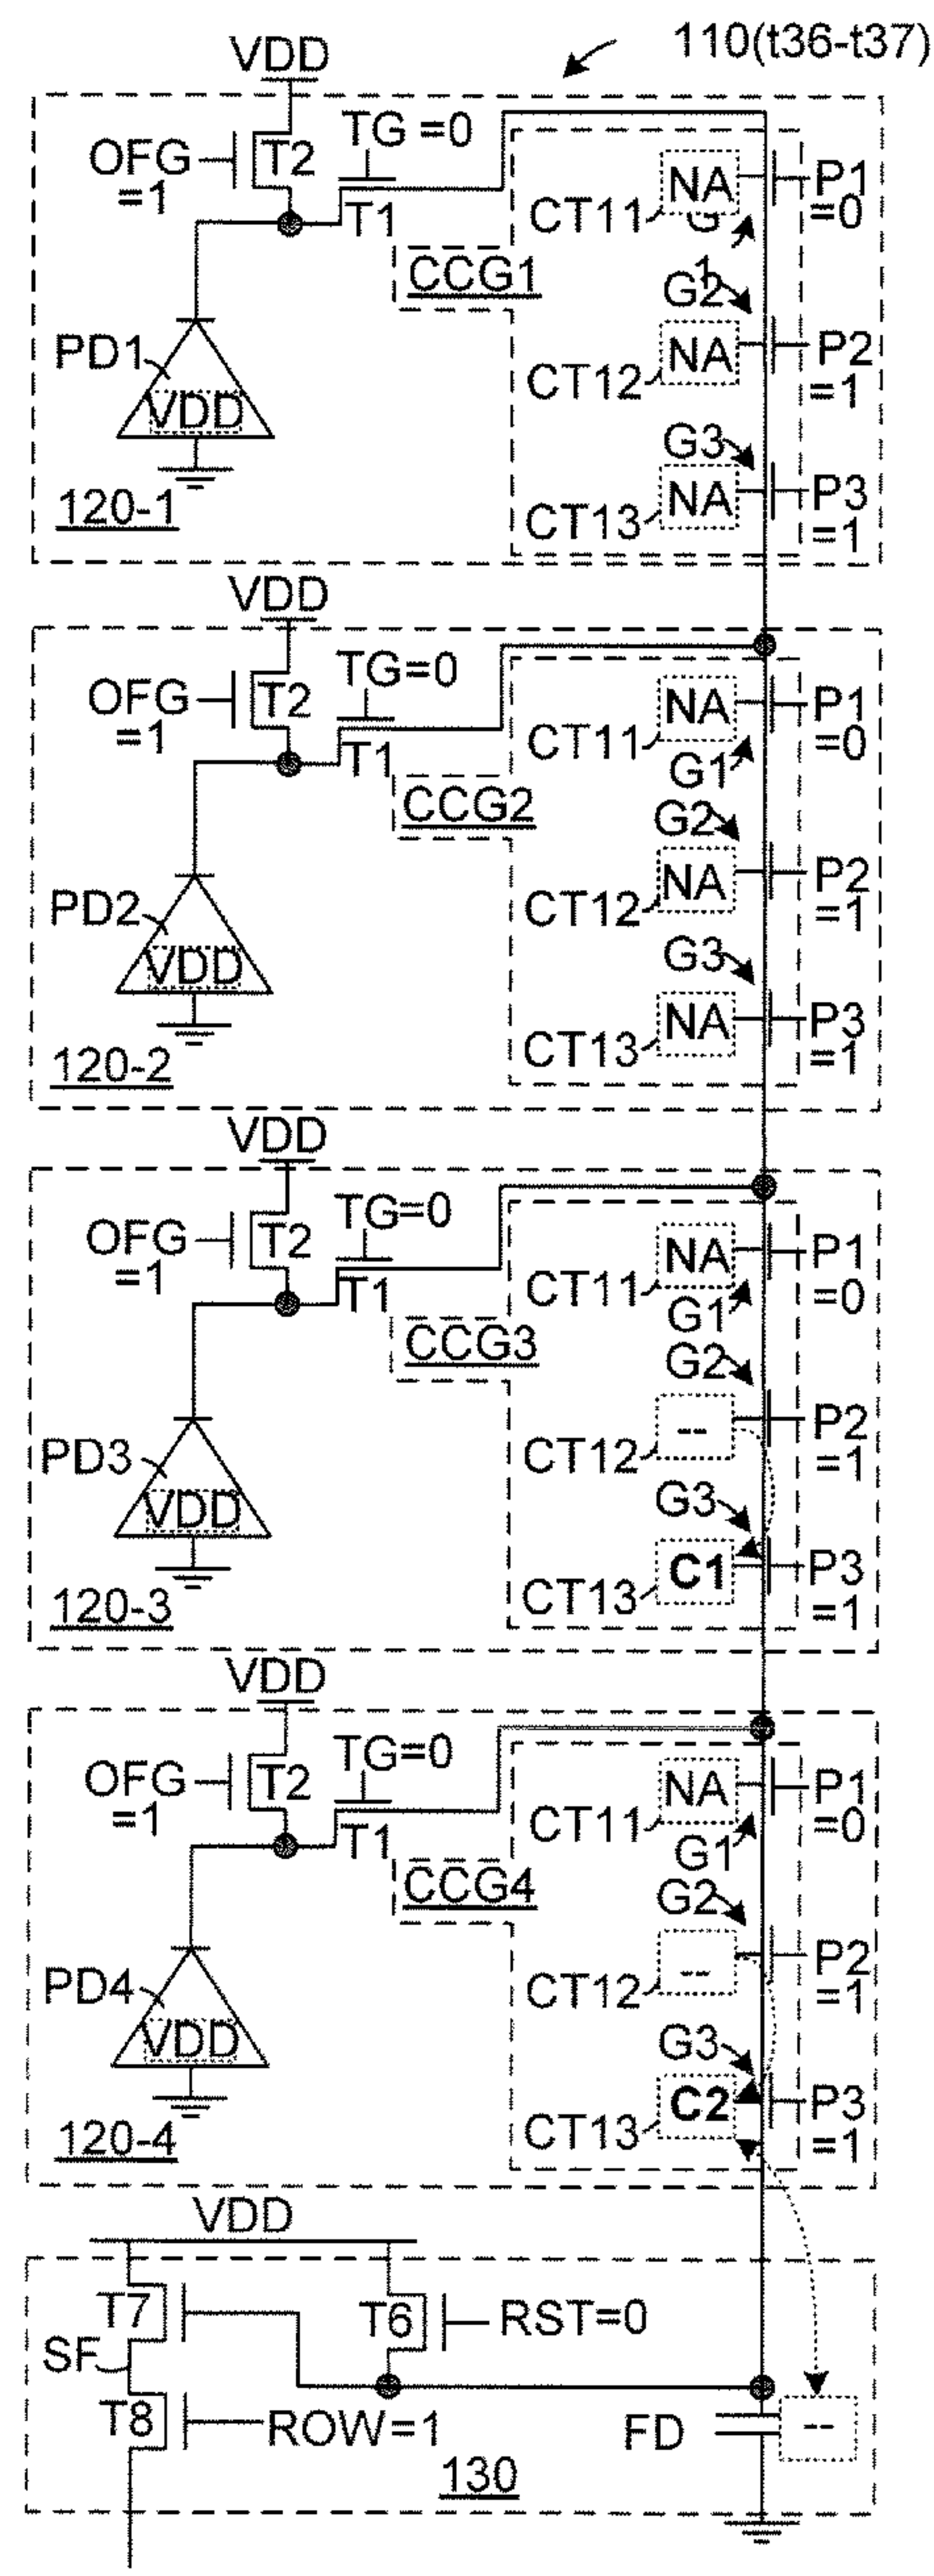 110(t36-t37)
VDD
OFG
=1
T2
TG =0
T1
CCG1
PD1
VDD
120-1
CT11
NA
G
1
P1
=0
G2
CT12
NA
P2
=1
G3
CT13
NA
P3
=1
VDD
OFG
=1
T2
TG=0
T1
CCG2
PD2
VDD
120-2
CT11
NA
G1
P1
=0
G2
CT12
NA
P2
=1
G3
CT13
NA
P3
=1
VDD
OFG
=1
T2
TG=0
T1
CCG3
PD3
VDD
120-3
CT11
NA
G1
P1
=0
G2
CT12
--
P2
=1
G3
CT13
C1
P3
=1
VDD
OFG
=1
T2
TG=0
T1
CCG4
PD4
VDD
120-4
CT11
NA
G1
P1
=0
G2
CT12
--
P2
=1
G3
CT13
C2
P3
=1
VDD
T7
T6
RST=0
SF
T8
ROW=1
FD
--
130